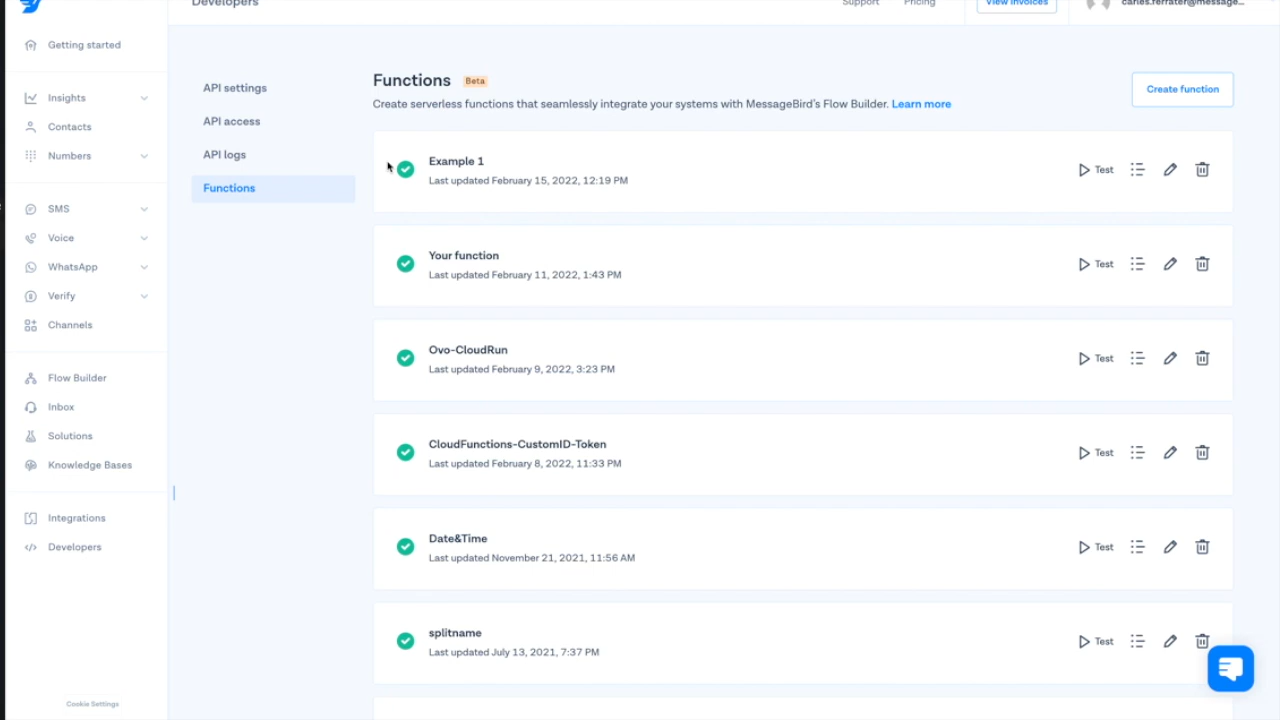 Developers
Support
Pricing
View invoices
carles.ferrater@message...
Getting started
Insights
Contacts
Numbers
SMS
Voice
WhatsApp
Verify
Channels
Flow Builder
Inbox
Solutions
Knowledge Bases
Integrations
Developers
Cookie Settings
API settings
API access
API logs
Functions
Functions Beta
Create serverless functions that seamlessly integrate your systems with MessageBird's Flow Builder. Learn more
Create function
Example 1
Last updated February 15, 2022, 12:19 PM
Test
Your function
Last updated February 11, 2022, 1:43 PM
Test
Ovo-CloudRun
Last updated February 9, 2022, 3:23 PM
Test
CloudFunctions-CustomID-Token
Last updated February 8, 2022, 11:33 PM
Test
Date&Time
Last updated November 21, 2021, 11:56 AM
Test
splitname
Last updated July 13, 2021, 7:37 PM
Test